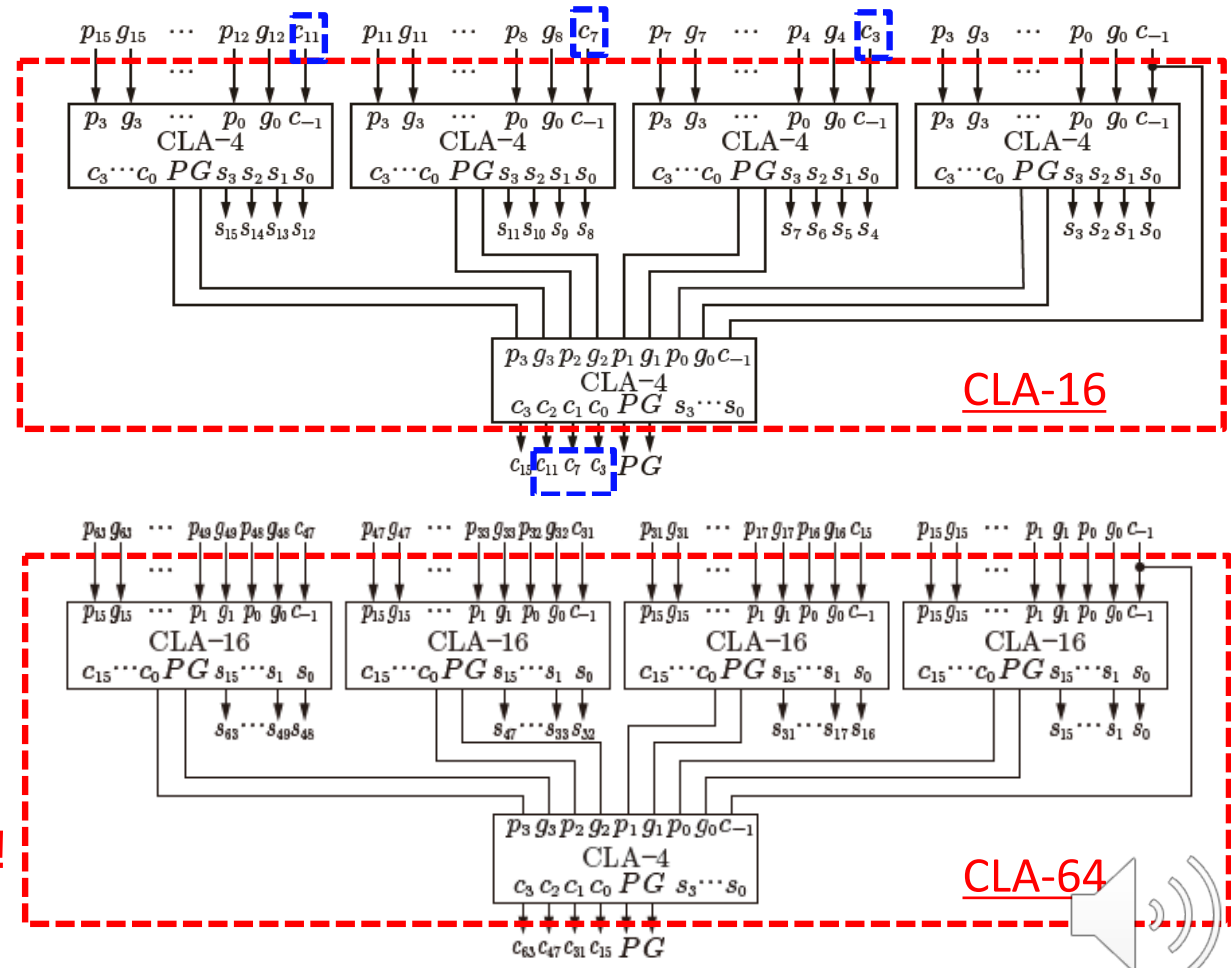 p₁₅ g₁₅ ⋯ p₁₂ g₁₂ c₁₁ p₁₁ g₁₁ ⋯ p₈ g₈ c₇ p₇ g₇ ⋯ p₄ g₄ c₃ p₃ g₃ ⋯ p₀ g₀ c₋₁
⋯ ⋯ ⋯ ⋯
p₃ g₃ ⋯ p₀ g₀ c₋₁ p₃ g₃ ⋯ p₀ g₀ c₋₁ p₃ g₃ ⋯ p₀ g₀ c₋₁ p₃ g₃ ⋯ p₀ g₀ c₋₁
CLA−4 CLA−4 CLA−4 CLA−4
c₃⋯c₀ P G s₃ s₂ s₁ s₀ c₃⋯c₀ P G s₃ s₂ s₁ s₀ c₃⋯c₀ P G s₃ s₂ s₁ s₀ c₃⋯c₀ P G s₃ s₂ s₁ s₀
s₁₅ s₁₄ s₁₃ s₁₂ s₁₁ s₁₀ s₉ s₈ s₇ s₆ s₅ s₄ s₃ s₂ s₁ s₀
p₃ g₃ p₂ g₂ p₁ g₁ p₀ g₀ c₋₁
CLA−4
CLA-16
c₃ c₂ c₁ c₀ P G s₃⋯s₀
c₁₅ c₁₁ c₇ c₃ P G
p₆₃ g₆₃ ⋯ p₄₉ g₄₉ p₄₈ g₄₈ c₄₇ p₄₇ g₄₇ ⋯ p₃₃ g₃₃ p₃₂ g₃₂ c₃₁ p₃₁ g₃₁ ⋯ p₁₇ g₁₇ p₁₆ g₁₆ c₁₅ p₁₅ g₁₅ ⋯ p₁ g₁ p₀ g₀ c₋₁
⋯ ⋯ ⋯ ⋯
p₁₅ g₁₅ ⋯ p₁ g₁ p₀ g₀ c₋₁ p₁₅ g₁₅ ⋯ p₁ g₁ p₀ g₀ c₋₁ p₁₅ g₁₅ ⋯ p₁ g₁ p₀ g₀ c₋₁ p₁₅ g₁₅ ⋯ p₁ g₁ p₀ g₀ c₋₁
CLA−16 CLA−16 CLA−16 CLA−16
c₁₅⋯c₀ P G s₁₅⋯s₁ s₀ c₁₅⋯c₀ P G s₁₅⋯s₁ s₀ c₁₅⋯c₀ P G s₁₅⋯s₁ s₀ c₁₅⋯c₀ P G s₁₅⋯s₁ s₀
s₆₃⋯s₄₉ s₄₈ s₄₇⋯s₃₃ s₃₂ s₃₁⋯s₁₇ s₁₆ s₁₅⋯s₁ s₀
p₃ g₃ p₂ g₂ p₁ g₁ p₀ g₀ c₋₁
!
CLA−4
CLA-64
c₃ c₂ c₁ c₀ P G s₃⋯s₀
c₆₃ c₄₇ c₃₁ c₁₅ P G